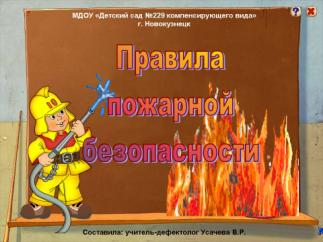 МДОУ «Детский сад №229 компенсирующего вида»
г. Новокузнецк
Правила
пожарной
безопасности
Составила: учитель-дефектолог Усачева В.Р.